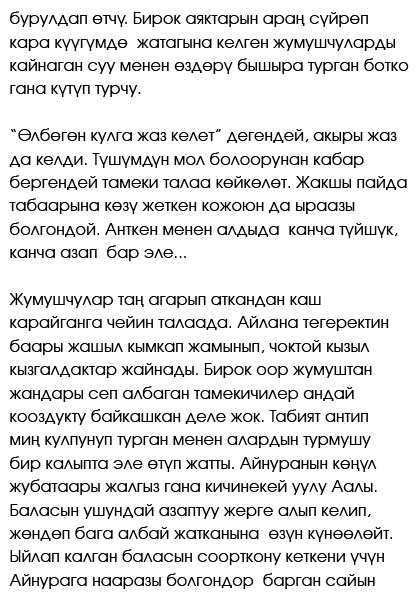 бурулдап өтчү. Бирок аяктарын араң сүйрөп
кара күүгүмдө жатагына келген жумушчуларды
кайнаган суу менен өздөрү бышыра турган ботко
гана күтүп турчу.

“Өлбөгөн кулга жаз келет” дегендей, акыры жаз
да келди. Түшүмдүн мол болоорунан кабар
бергендей тамеки талаа көйкөлөт. Жакшы пайда
табаарына көзү жеткен кожоюн да ыраазы
болгондой. Анткен менен алдыда канча түйшүк,
канча азап бар эле...

Жумушчулар таң агарып аткандан каш
карайганга чейин талаада. Айлана тегеректин
баары жашыл кымкап жамынып, чоктой кызыл
кызгалдактар жайнады. Бирок оор жумуштан
жандары сеп албаган тамекичилер андай
кооздукту байкашкан деле жок. Табият антип
миң кулпунуп турган менен алардын турмушу
бир калыпта эле өтүп жатты. Айнуранын көңүл
жубатаары жалгыз гана кичинекей уулу Аалы.
Баласын ушундай азаптуу жерге алып келип,
жөндөп бага албай жатканына өзүн күнөөлөйт.
Ыйлап калган баласын сооротконy кеткени үчүн
Айнурага нааразы болгондор барган сайын